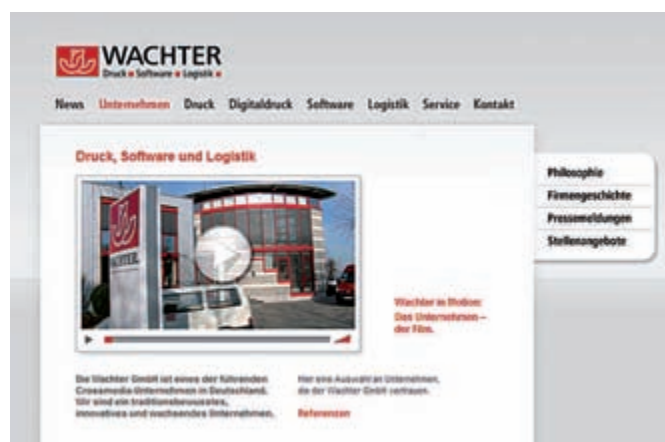 WACHTER
Druck ■ Software ■ Logistik ■
News Unternehmen Druck Digitaldruck Software Logistik Service Kontakt
Druck, Software und Logistik
WACHTER
Wachter in Motion:
Das Unternehmen –
der Film.
Die Wachter GmbH ist eines der führenden
Crossmedia-Unternehmen in Deutschland.
Wir sind ein traditionsbewusstes,
innovatives und wachsendes Unternehmen.
Hier eine Auswahl an Unternehmen,
die der Wachter GmbH vertrauen.
Referenzen
Philosophie
Firmengeschichte
Pressemeldungen
Stellenangebote